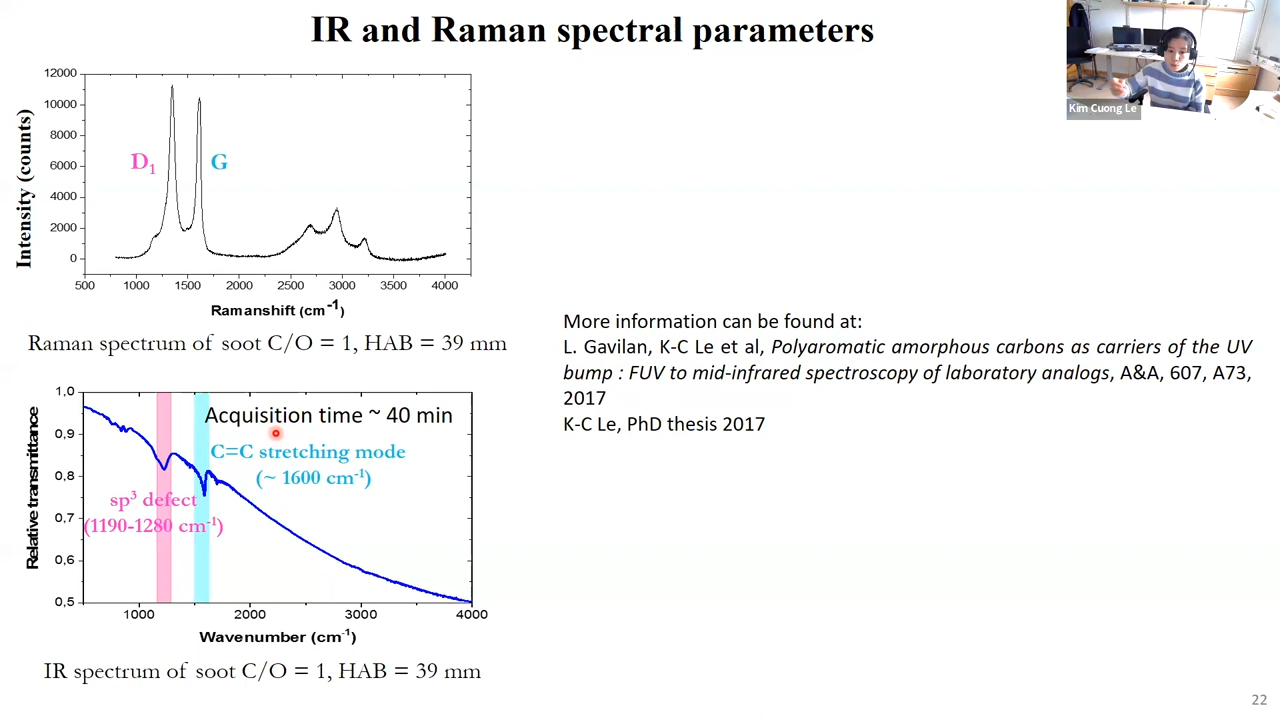 IR and Raman spectral parameters
Kim Cuong Le
12000
10000
8000
6000
4000
2000
0
Intensity (counts)
D1
G
500 1000 1500 2000 2500 3000 3500 4000
Ramanshift (cm-1)
Raman spectrum of soot C/O = 1, HAB = 39 mm
More information can be found at:
L. Gavilan, K-C Le et al, Polyaromatic amorphous carbons as carriers of the UV
bump : FUV to mid-infrared spectroscopy of laboratory analogs, A&A, 607, A73,
2017
K-C Le, PhD thesis 2017
1,0
0,9
0,8
0,7
0,6
0,5
Relative transmittance
Acquisition time ~ 40 min
C=C stretching mode
(~ 1600 cm-1)
sp3 defect
(1190-1280 cm-1)
1000 2000 3000 4000
Wavenumber (cm-1)
IR spectrum of soot C/O = 1, HAB = 39 mm
22